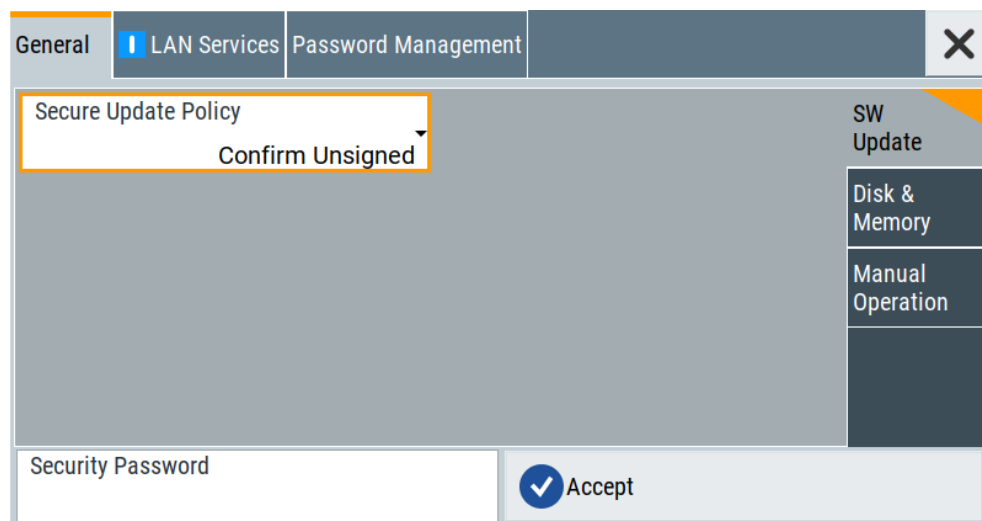 General
LAN Services
Password Management
Secure Update Policy
Confirm Unsigned
SW
Update
Disk &
Memory
Manual
Operation
Security Password
Accept